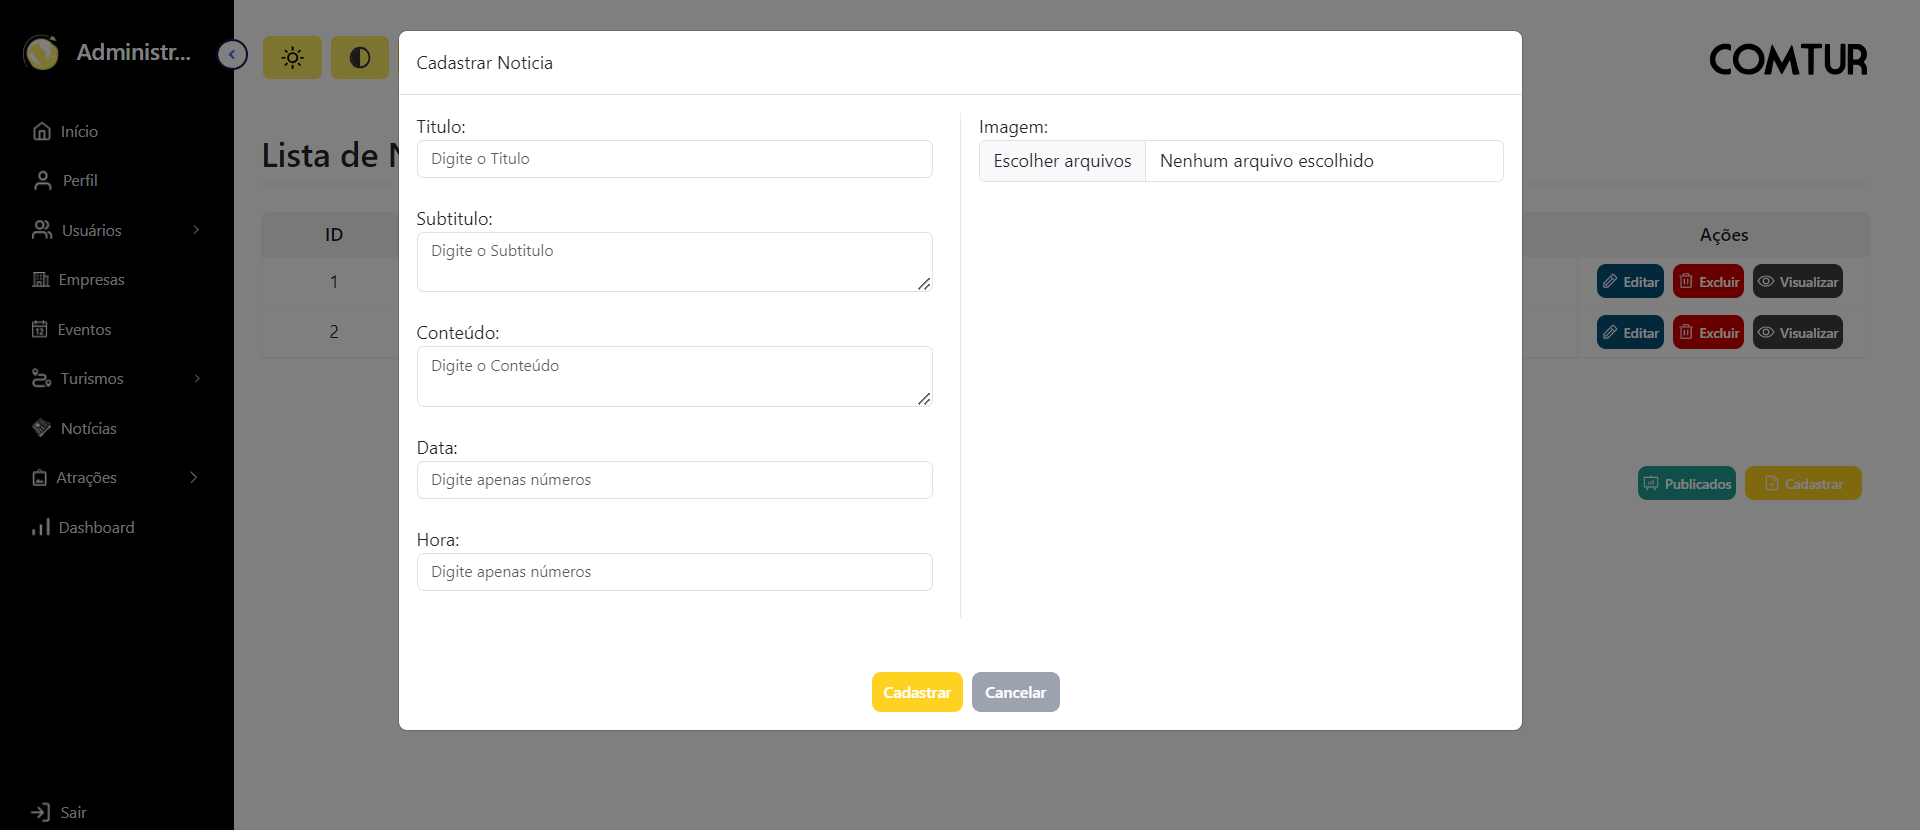 Administr...
Início
Perfil
Usuários
Empresas
Eventos
Turismos
Notícias
Atrações
Dashboard
Sair
COMTUR
Lista de
ID
Ações
1
Editar
Excluir
Visualizar
2
Editar
Excluir
Visualizar
Publicados
Cadastrar
Cadastrar Noticia
Titulo:
Digite o Titulo
Subtitulo:
Digite o Subtitulo
Conteúdo:
Digite o Conteúdo
Data:
Digite apenas números
Hora:
Digite apenas números
Imagem:
Escolher arquivos
Nenhum arquivo escolhido
Cadastrar
Cancelar